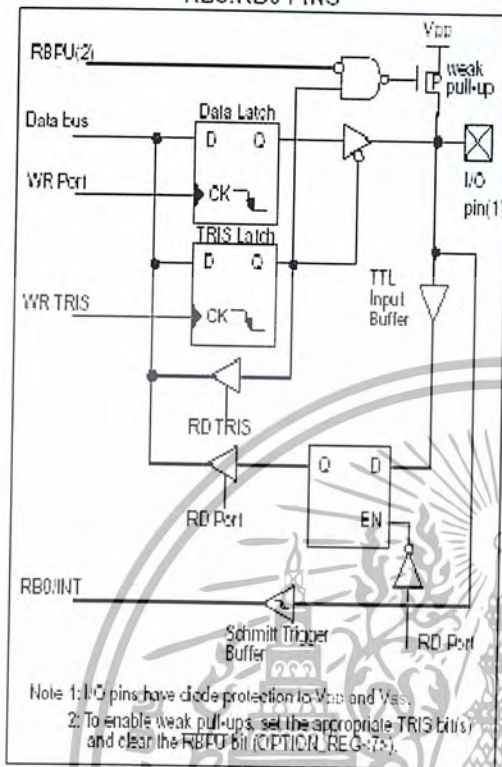 RB3:RB0 PINS
RBPU(2)
VDD
weak
pull-up
Data bus
Data Latch
D Q
WR Port
CK
I/O
pin(1)
TRIS Latch
D Q
TTL
Input
Buffer
WR TRIS
CK
RD TRIS
Q D
RD Port
EN
RB0/INT
Schmitt Trigger
Buffer
RD Port
Note 1: I/O pins have diode protection to VDD and VSS.
2: To enable weak pull-ups, set the appropriate TRIS bit(s)
and clear the RBPU bit (OPTION_REG<7>).